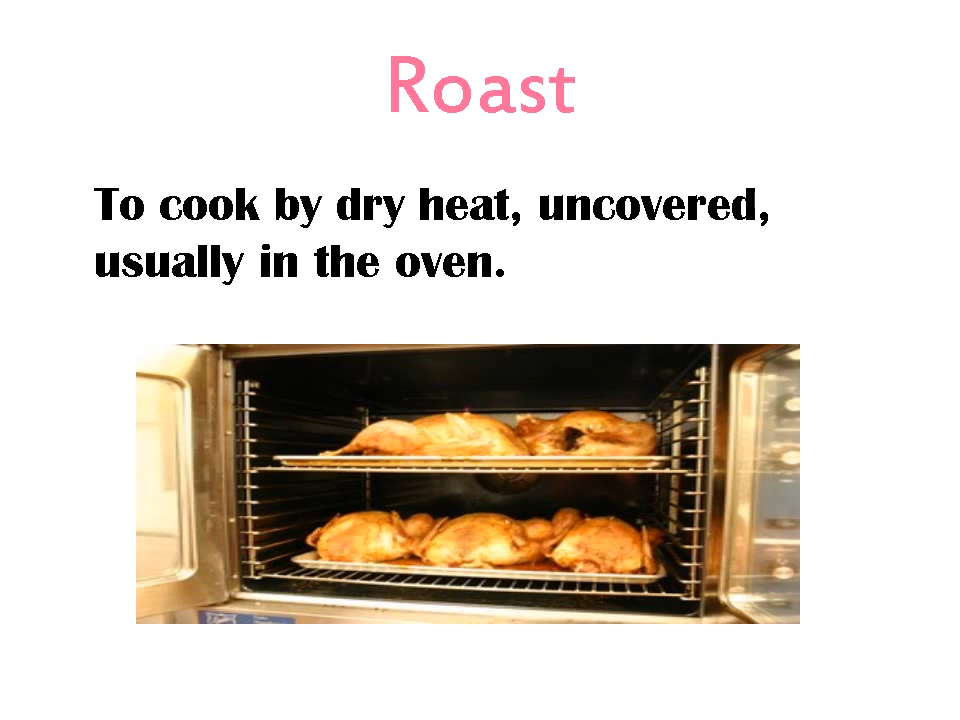 Roast
To cook by dry heat, uncovered,
usually in the oven.